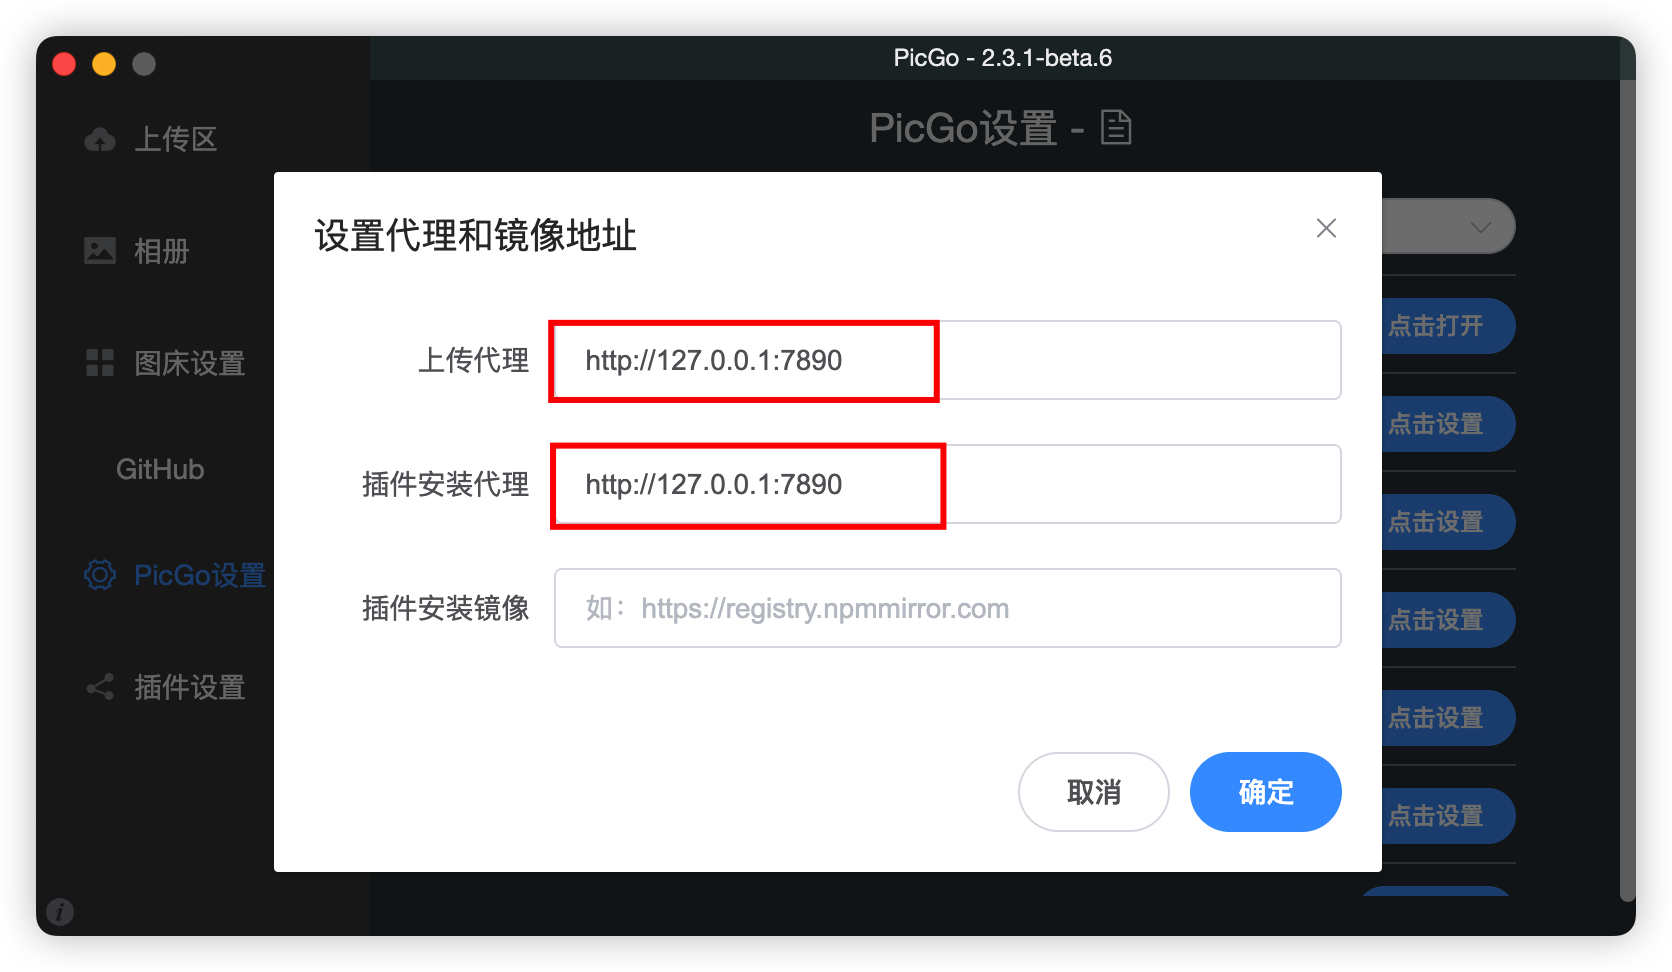 PicGo - 2.3.1-beta.6
上传区
相册
图床设置
GitHub
PicGo设置
插件设置
PicGo设置 -
设置代理和镜像地址
上传代理
http://127.0.0.1:7890
插件安装代理
http://127.0.0.1:7890
插件安装镜像
如：https://registry.npmmirror.com
取消
确定
点击打开
点击设置
点击设置
点击设置
点击设置
点击设置